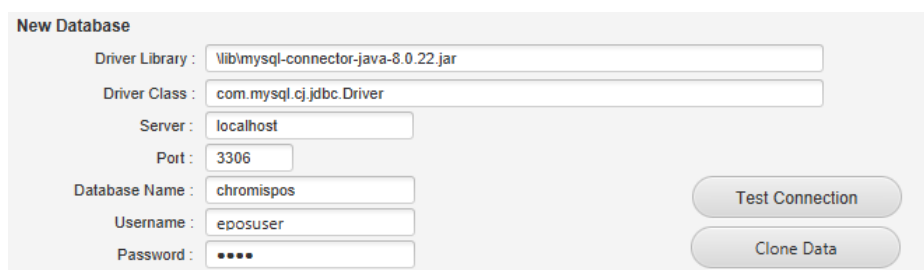 New Database
Driver Library : \lib\mysql-connector-java-8.0.22.jar
Driver Class : com.mysql.cj.jdbc.Driver
Server : localhost
Port : 3306
Database Name : chromispos
Test Connection
Username : eposuser
Password : ●●●●
Clone Data